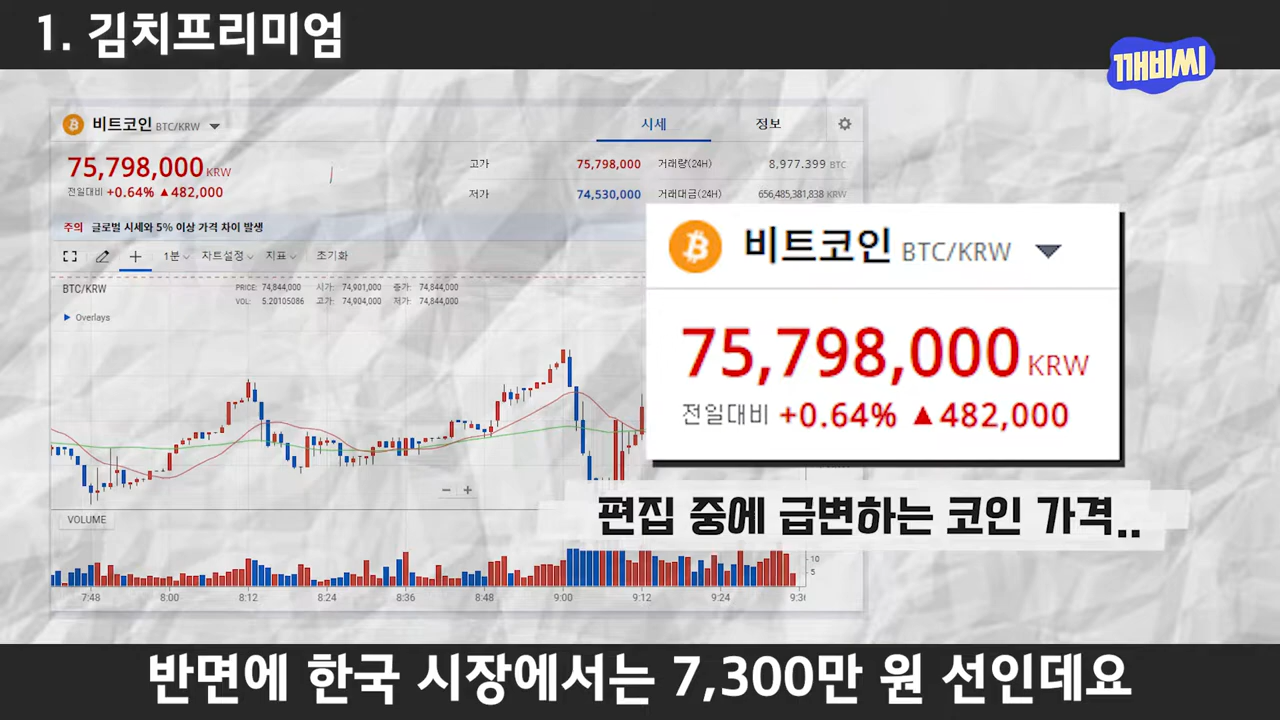 1. 김치프리미엄
깨비씨
비트코인 BTC/KRW
시세 정보
75,798,000 KRW
전일대비 +0.64% ▲482,000
고가 75,798,000 거래량(24H) 8,977.399 BTC
저가 74,530,000 거래대금(24H) 656,485,381,838 KRW
주의 글로벌 시세와 5% 이상 가격 차이 발생
1분 차트설정 지표 초기화
BTC/KRW
PRICE: 74,844,000 시가: 74,901,000 종가: 74,844,000
VOL: 5.20105086 고가: 74,904,000 저가: 74,844,000
Overlays
비트코인 BTC/KRW
75,798,000 KRW
전일대비 +0.64% ▲482,000
편집 중에 급변하는 코인 가격..
VOLUME
10
5
7:48 8:00 8:12 8:24 8:36 8:48 9:00 9:12 9:24 9:36
반면에 한국 시장에서는 7,300만 원 선인데요